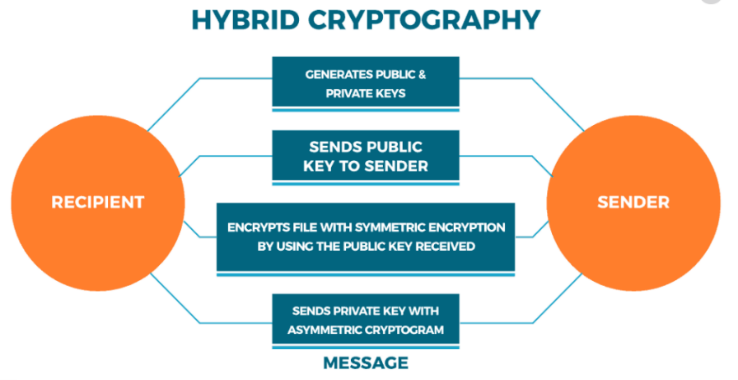 HYBRID CRYPTOGRAPHY
GENERATES PUBLIC &
PRIVATE KEYS
SENDS PUBLIC
KEY TO SENDER
RECIPIENT
SENDER
ENCRYPTS FILE WITH SYMMETRIC ENCRYPTION
BY USING THE PUBLIC KEY RECEIVED
SENDS PRIVATE KEY WITH
ASYMMETRIC CRYPTOGRAM
MESSAGE